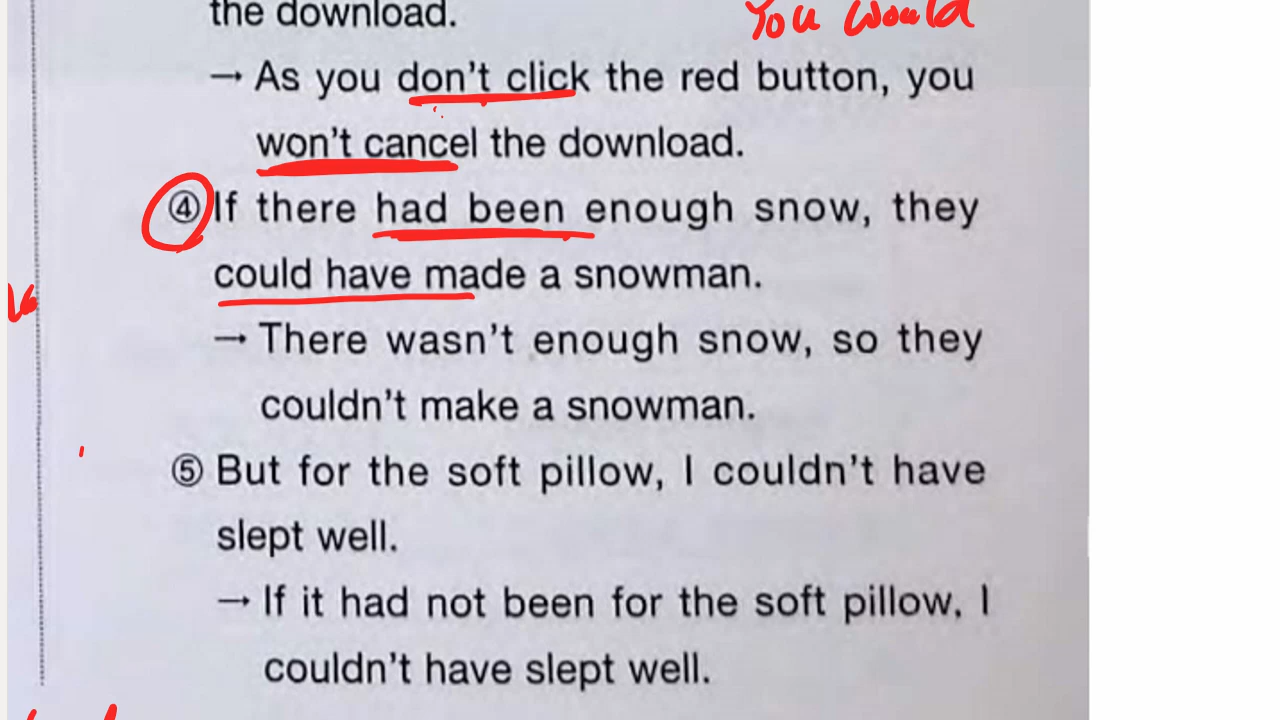 the download.
You would
→ As you don't click the red button, you
won't cancel the download.
④ If there had been enough snow, they
could have made a snowman.
→ There wasn't enough snow, so they
couldn't make a snowman.
⑤ But for the soft pillow, I couldn't have
slept well.
→ If it had not been for the soft pillow, I
couldn't have slept well.